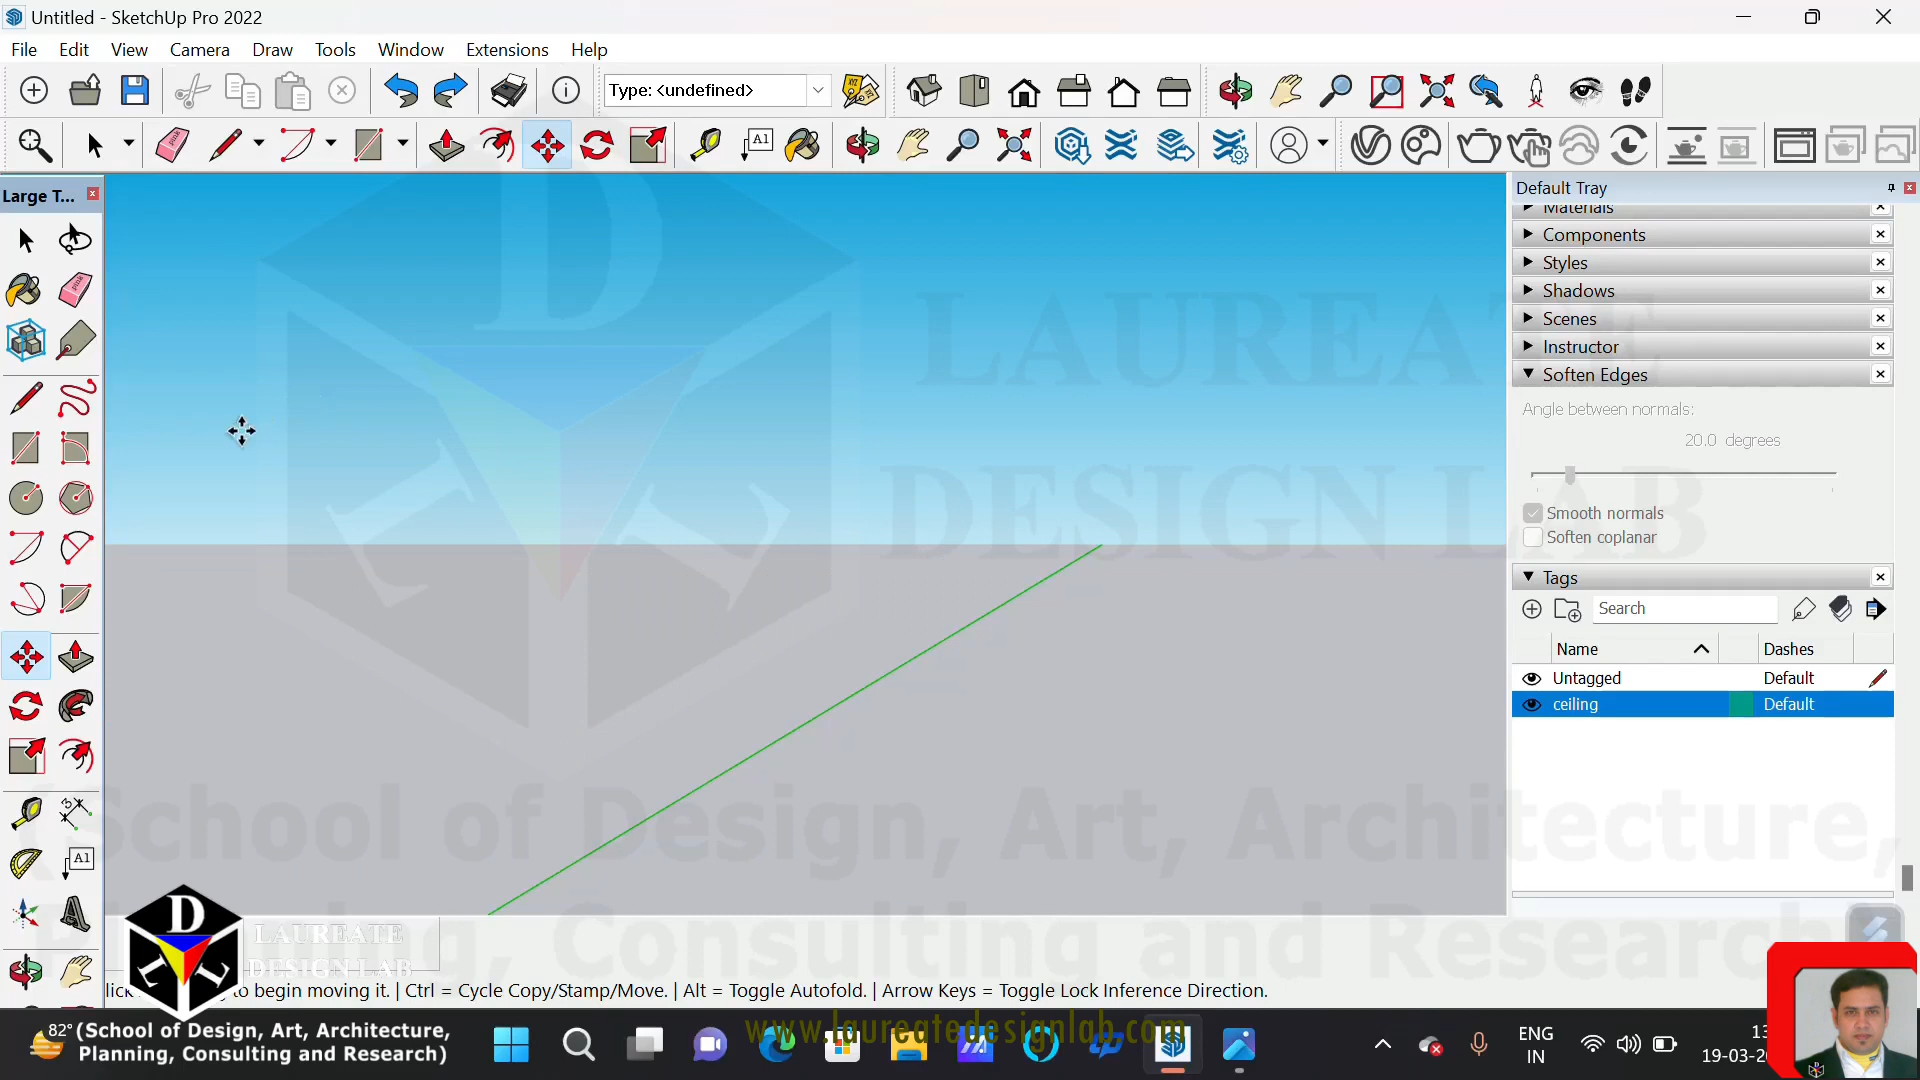 Untitled - SketchUp Pro 2022
File Edit View Camera Draw Tools Window Extensions Help
Type: <undefined>
Large T...
Default Tray
Materials
Components
Styles
Shadows
Scenes
Instructor
Soften Edges
Angle between normals:
20.0 degrees
Smooth normals
Soften coplanar
Tags
Search
Name Dashes
Untagged Default
ceiling Default
LAUREATE
DESIGN LAB
(School of Design, Art, Architecture,
Planning, Consulting and Research)
LAUREATE
DESIGN LAB
to begin moving it. | Ctrl = Cycle Copy/Stamp/Move. | Alt = Toggle Autofold. | Arrow Keys = Toggle Lock Inference Direction.
82°
(School of Design, Art, Architecture,
Planning, Consulting and Research)
www.laureatedesignlab.com
ENG
IN
19-03-2